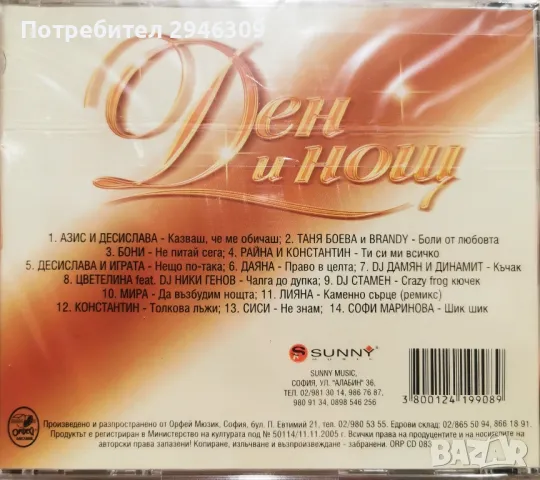 Потребител 2946309
Ден
и нощ
1. АЗИС И ДЕСИСЛАВА - Казваш, че ме обичаш; 2. ТАНЯ БОЕВА и BRANDY - Боли от любовта
3. БОНИ - Не питай сега; 4. РАЙНА И КОНСТАНТИН - Ти си ми всичко
5. ДЕСИСЛАВА И ИГРАТА - Нещо по-така; 6. ДАЯНА - Право в целта; 7. DJ ДАМЯН И ДИНАМИТ - Кьчак
8. ЦВЕТЕЛИНА feat. DJ НИКИ ГЕНОВ - Чалга до дупка; 9. DJ СТАМЕН - Crazy frog кючек
10. МИРА - Да възбудим нощта; 11. ЛИЯНА - Каменно сърце (ремикс)
12. КОНСТАНТИН - Толкова лъжи; 13. СИСИ - Не знам; 14. СОФИ МАРИНОВА - Шик шик
SUNNY
MUSIC
SUNNY MUSIC,
СОФИЯ, УЛ. "АЛАБИН" 36,
ТЕЛ. 02/981 30 14, 986 76 87,
980 91 34, 0898 546 256
3 800124 199089
Произведено и разпространено от Орфей Мюзик, София, бул. П. Евтимий 21, тел. 02/980 53 55. Едрови склад: 02/865 50 94, 866 18 91.
Продуктът е регистриран в Министерство на културата под № 50114/11.11.2005 г. Всички права на продуцентите и на носителите на
авторски права запазени! Копиране, излъчване и възпроизвеждане - забранени. ORP CD 083
BAZAR